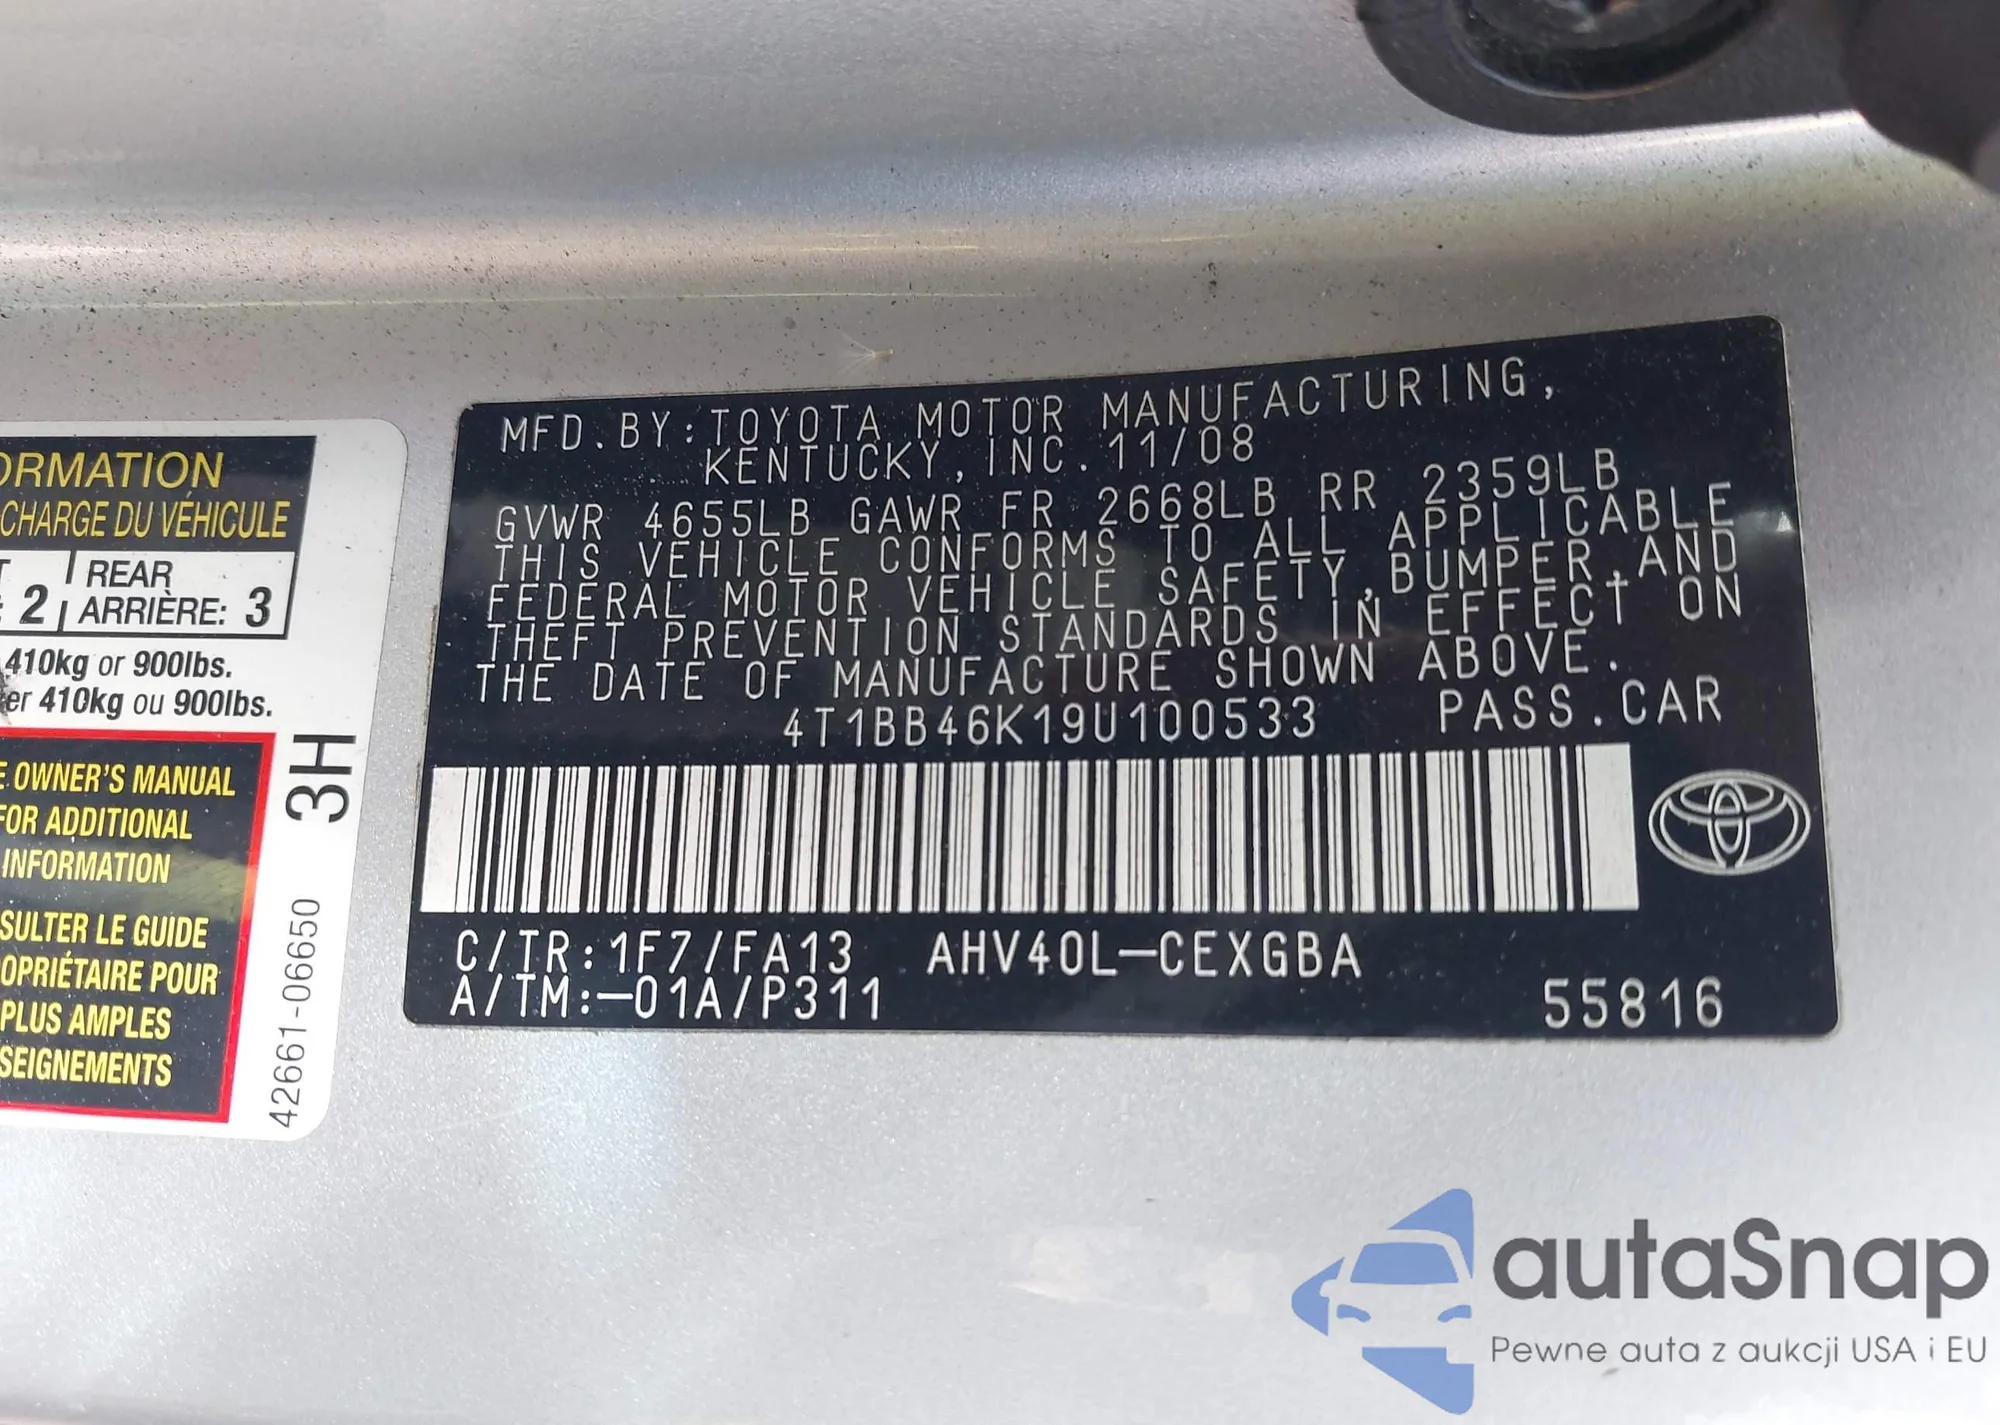 ORMATION
CHARGE DU VÉHICULE
REAR
2 ARRIÈRE: 3
410kg or 900lbs.
er 410kg ou 900lbs.
E OWNER'S MANUAL
FOR ADDITIONAL
INFORMATION
SULTER LE GUIDE
OPRIÉTAIRE POUR
PLUS AMPLES
SEIGNEMENTS
3H
42661-06650
MFD.BY:TOYOTA MOTOR MANUFACTURING,
KENTUCKY, INC. 11/08
GVWR 4655LB GAWR FR 2668LB RR 2359LB
THIS VEHICLE CONFORMS TO ALL APPLICABLE
FEDERAL MOTOR VEHICLE SAFETY,BUMPER,AND
THEFT PREVENTION STANDARDS IN EFFECT ON
THE DATE OF MANUFACTURE SHOWN ABOVE.
4T1BB46K19U100533 PASS.CAR
C/TR:1F7/FA13 AHV40L-CEXGBA
A/TM:-01A/P311 55816
autaSnap
Pewne auta z aukcji USA i EU